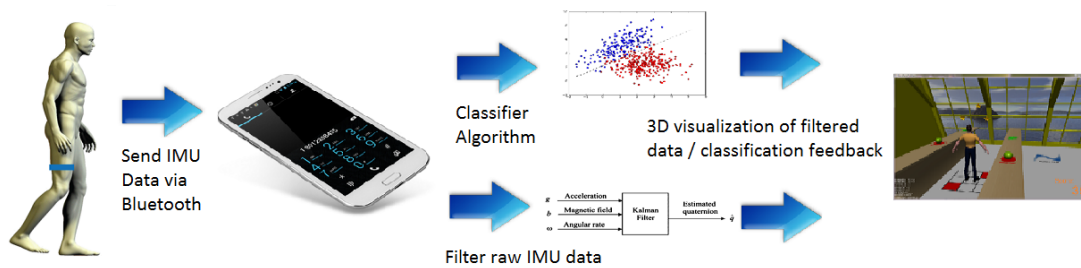 Send IMU
Data via
Bluetooth
Classifier
Algorithm
3D visualization of filtered
data / classification feedback
g
Acceleration
b
Magnetic field
ω
Angular rate
Kalman
Filter
Estimated
quaternion
q̂
Filter raw IMU data